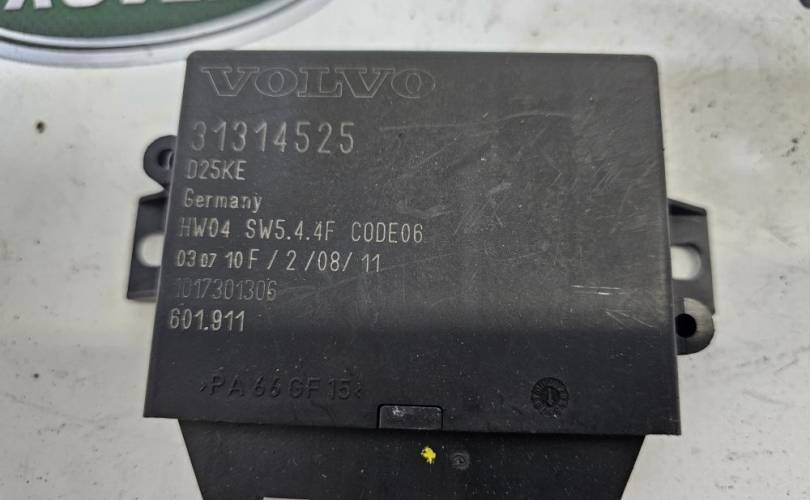 VOLVO
31314525
D25KE
Germany
HW04 SW5.4.4F CODE06
03 07 10 F / 2 / 08 / 11
1017301306
601.911
>PA 66 GF 15<